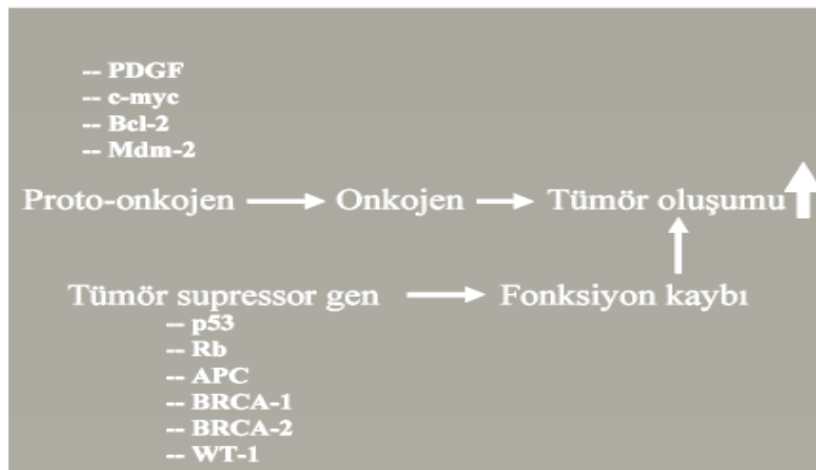 -- PDGF
-- c-myc
-- Bcl-2
-- Mdm-2
Proto-onkojen Onkojen Tümör oluşumu
Tümör supressor gen Fonksiyon kaybı
-- p53
-- Rb
-- APC
-- BRCA-1
-- BRCA-2
-- WT-1